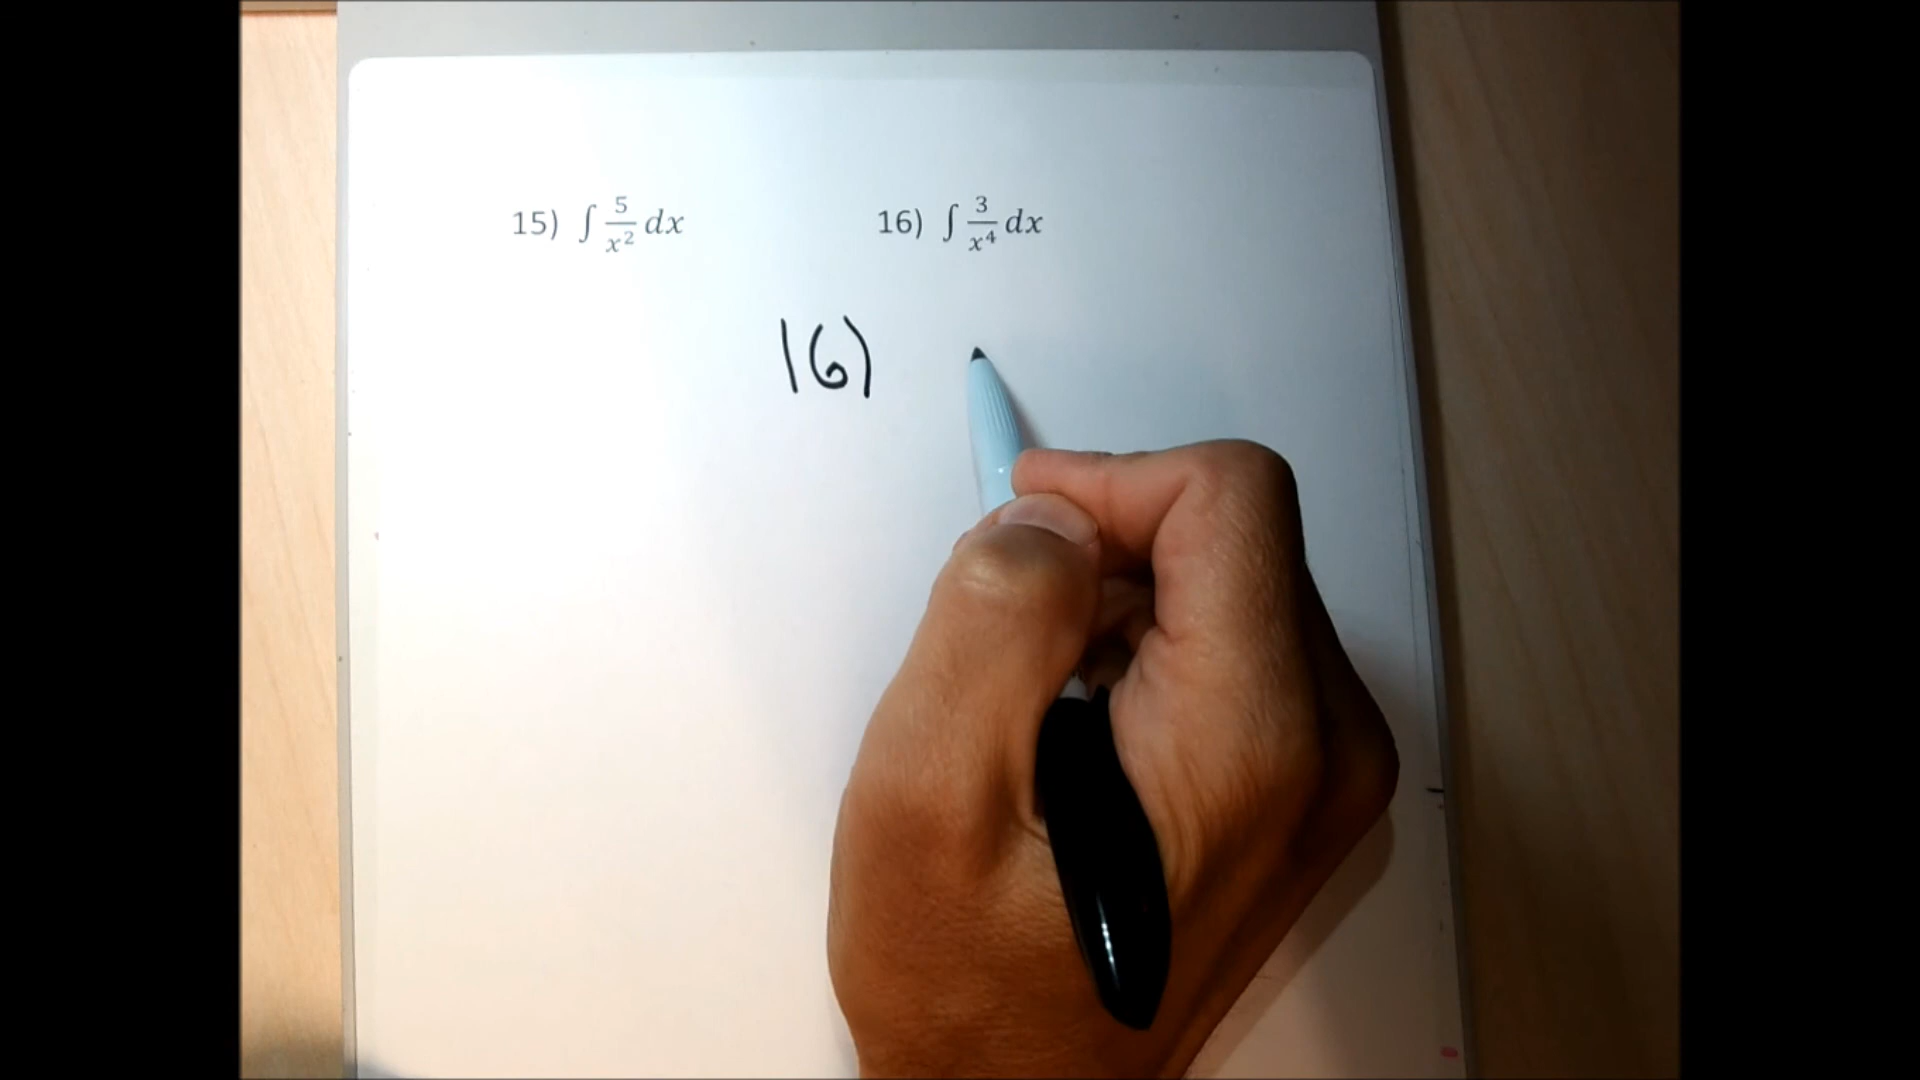 15) ∫ 5/x² dx 16) ∫ 3/x⁴ dx
16)